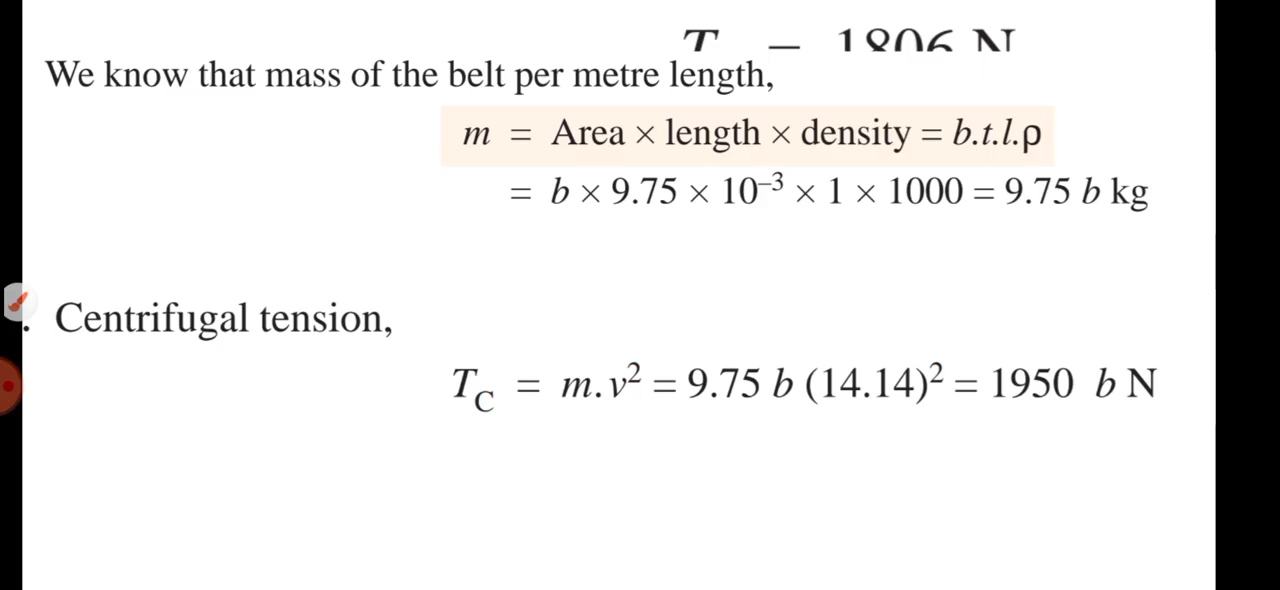 We know that mass of the belt per metre length,
m = Area × length × density = b.t.l.ρ
= b × 9.75 × 10⁻³ × 1 × 1000 = 9.75 b kg
. Centrifugal tension,
T_C = m.v² = 9.75 b (14.14)² = 1950 b N